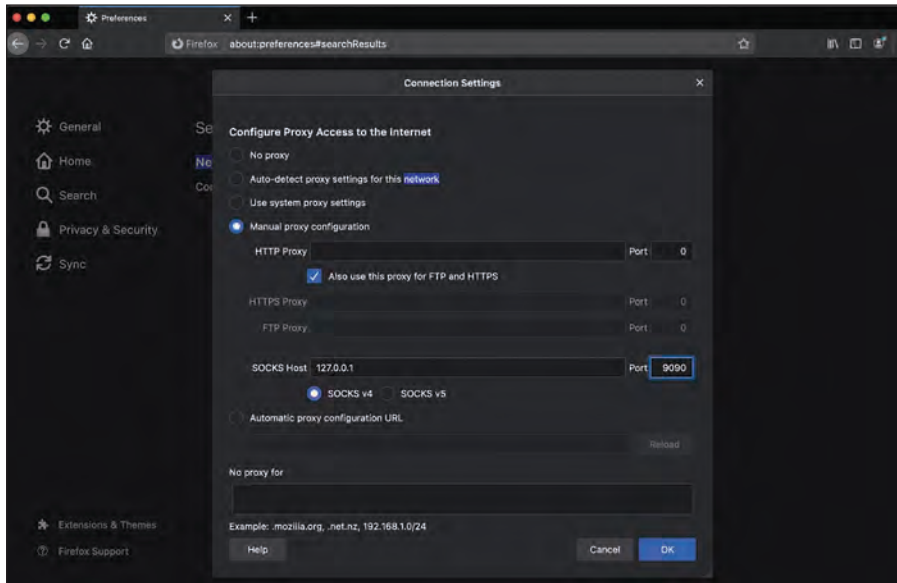 Preferences
Firefox about:preferences#searchResults
Connection Settings
General
Home
Search
Privacy & Security
Sync
Extensions & Themes
Firefox Support
Se
Ne
Co
Configure Proxy Access to the Internet
No proxy
Auto-detect proxy settings for this network
Use system proxy settings
Manual proxy configuration
HTTP Proxy Port 0
Also use this proxy for FTP and HTTPS
HTTPS Proxy Port 0
FTP Proxy Port 0
SOCKS Host 127.0.0.1 Port 9090
SOCKS v4 SOCKS v5
Automatic proxy configuration URL
Reload
No proxy for
Example: .mozilla.org, .net.nz, 192.168.1.0/24
Help Cancel OK